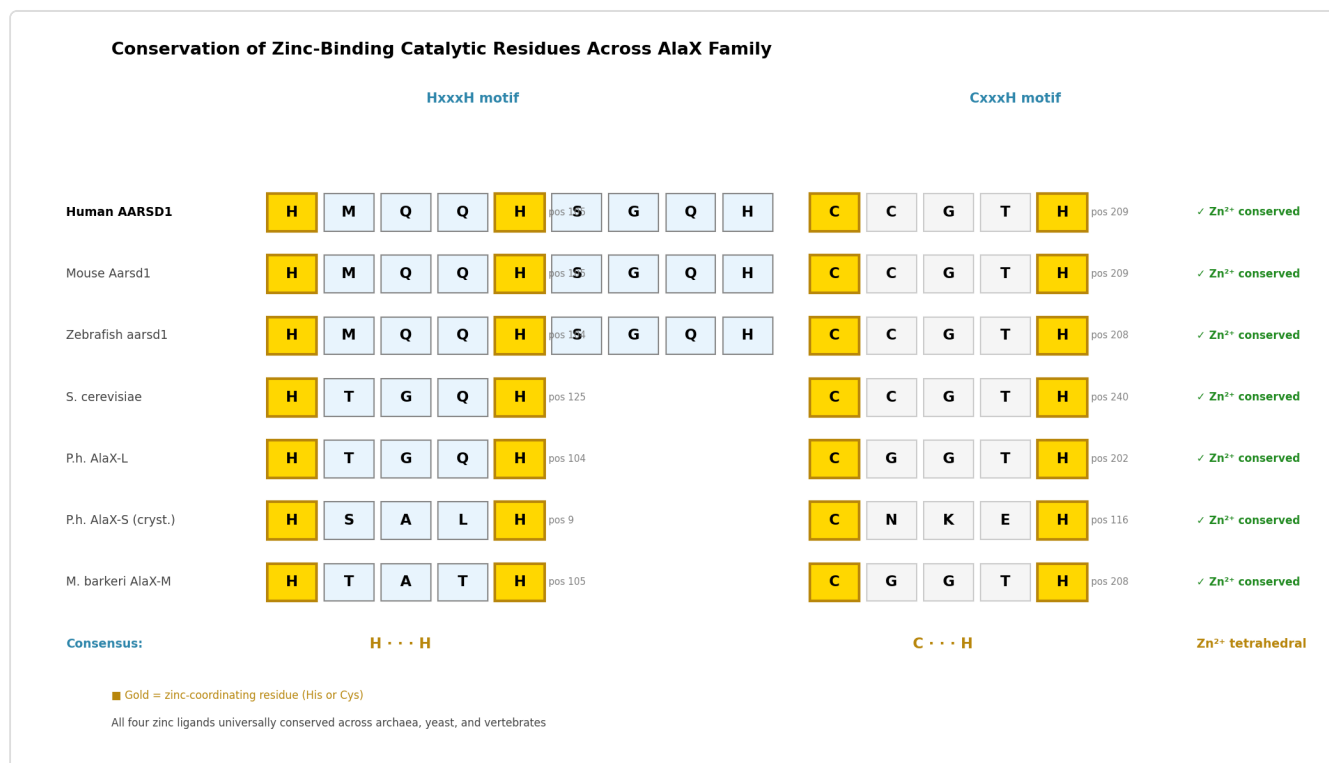 Conservation of Zinc-Binding Catalytic Residues Across AlaX Family
HxxxH motif CxxxH motif
Human AARSD1 H M Q Q H pos S G Q H C C G T H pos 209 ✓ Zn²⁺ conserved
Mouse Aarsd1 H M Q Q H pos S G Q H C C G T H pos 209 ✓ Zn²⁺ conserved
Zebrafish aarsd1 H M Q Q H pos S G Q H C C G T H pos 208 ✓ Zn²⁺ conserved
S. cerevisiae H T G Q H pos 125 C C G T H pos 240 ✓ Zn²⁺ conserved
P.h. AlaX-L H T G Q H pos 104 C G G T H pos 202 ✓ Zn²⁺ conserved
P.h. AlaX-S (cryst.) H S A L H pos 9 C N K E H pos 116 ✓ Zn²⁺ conserved
M. barkeri AlaX-M H T A T H pos 105 C G G T H pos 208 ✓ Zn²⁺ conserved
Consensus: H · · · H C · · · H Zn²⁺ tetrahedral
■ Gold = zinc-coordinating residue (His or Cys)
All four zinc ligands universally conserved across archaea, yeast, and vertebrates